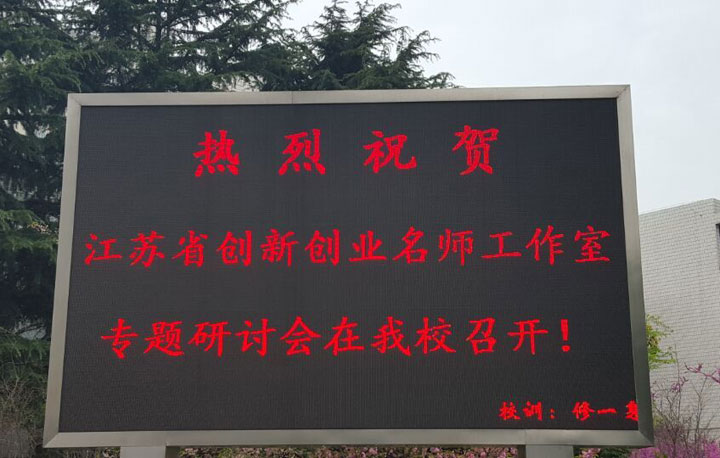 热烈祝贺
江苏省创新创业名师工作室
专题研讨会在我校召开！
校训：修一身